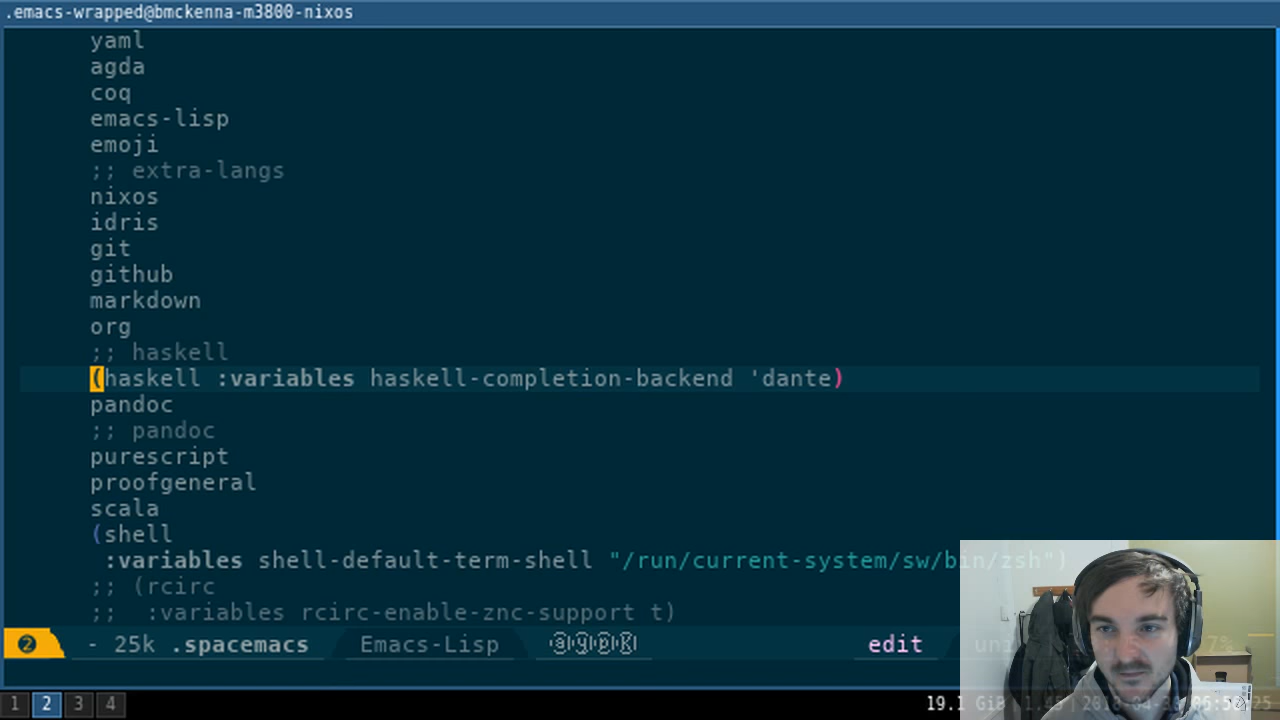 .emacs-wrapped@bmckenna-m3800-nixos
yaml
agda
coq
emacs-lisp
emoji
;; extra-langs
nixos
idris
git
github
markdown
org
;; haskell
(haskell :variables haskell-completion-backend 'dante)
pandoc
;; pandoc
purescript
proofgeneral
scala
(shell
:variables shell-default-term-shell "/run/current-system/sw/bin/zsh")
;; (rcirc
;;  :variables rcirc-enable-znc-support t)
❷ - 25k .spacemacs Emacs-Lisp ⓐⓨⓟⓚ edit 7%
1 2 3 4 19.1 GiB